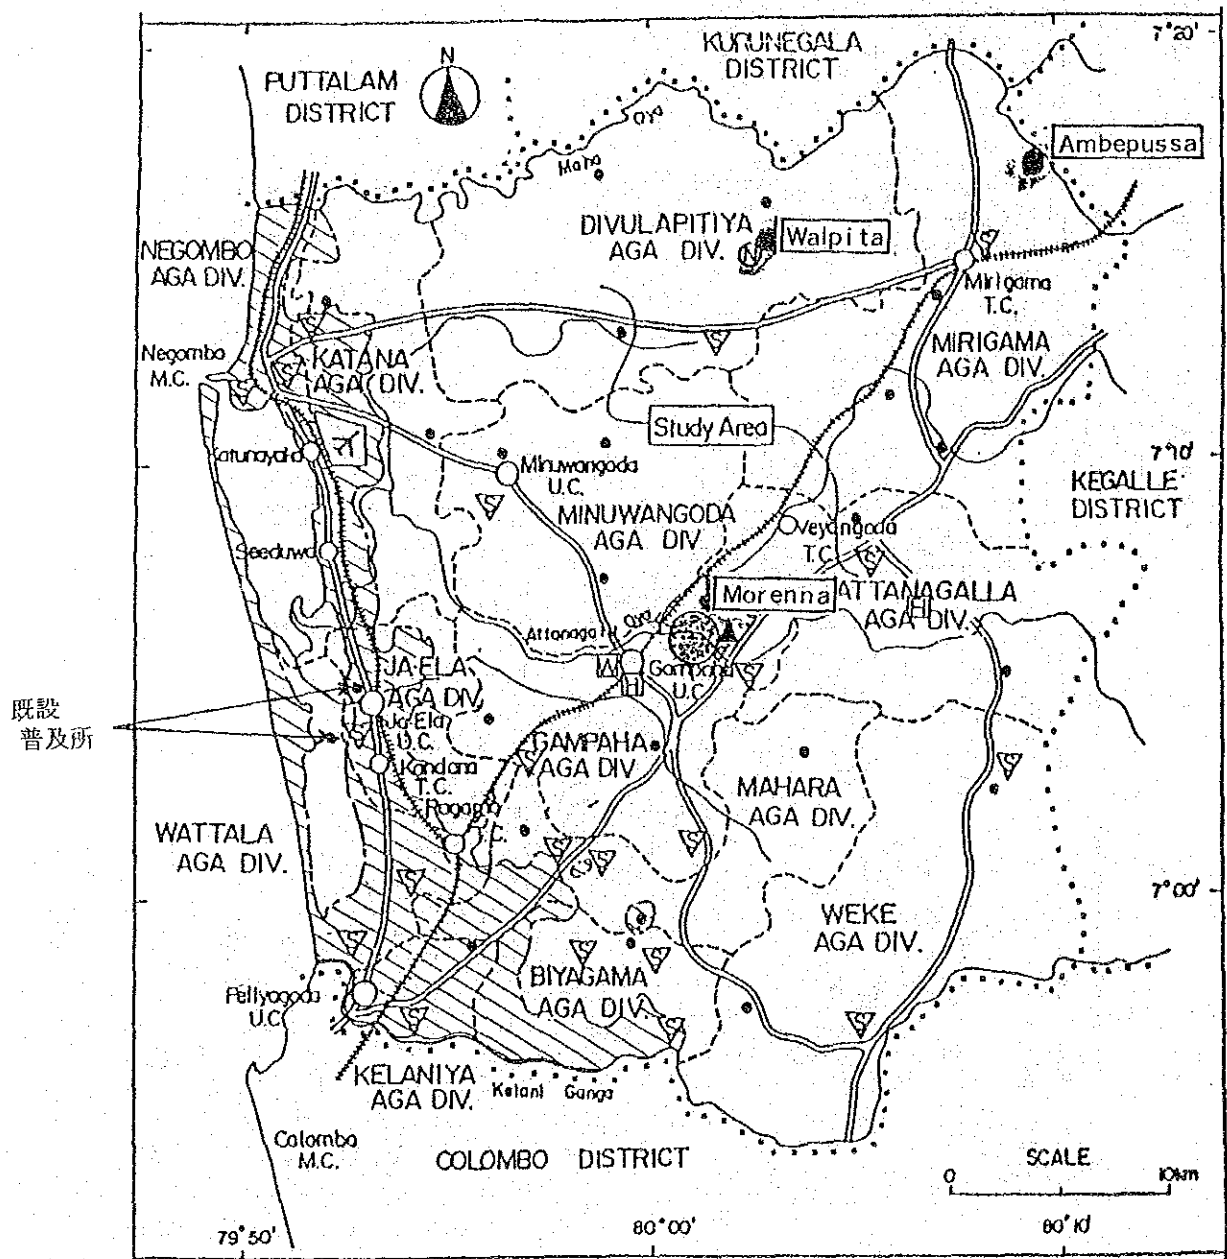 7°20'
KURUNEGALA
DISTRICT
N
PUTTALAM
DISTRICT
Oya
Maha
Ambepussa
DIVULAPITIYA
AGA DIV.
Walpita
N
NEGOMBO
AGA DIV.
Mirigama
T.C.
S
Negombo
M.C.
KATANA
AGA DIV.
S
S
MIRIGAMA
AGA DIV.
Study Area
Katunayaka
Minuwangoda
U.C.
7°10'
KEGALLE
DISTRICT
S
MINUWANGODA
AGA DIV.
Veyangoda
T.C.
Seeduwa
S
Morenna
ATTANAGALLA
AGA DIV.
H
Attanagalu
Oya
JA-ELA
AGA DIV.
W
H
Gampaha
U.C.
S
既設
普及所
Ja-Ela
U.C.
Kandana
T.C.
GAMPAHA
AGA DIV.
S
MAHARA
AGA DIV.
S
Ragama
T.C.
WATTALA
AGA DIV.
S
S
S
S
7°00'
WEKE
AGA DIV.
S
S
S
BIYAGAMA
AGA DIV.
Peliyagoda
U.C.
S
S
S
KELANIYA
AGA DIV.
Kelani Ganga
Colombo
M.C.
COLOMBO DISTRICT
SCALE
0 10km
79°50'
80°00'
80°10'